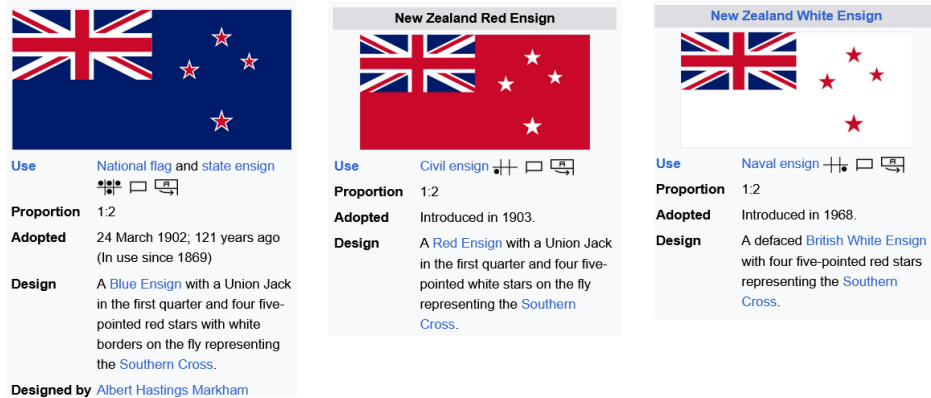 Use National flag and state ensign
Proportion 1:2
Adopted 24 March 1902; 121 years ago
(In use since 1869)
Design A Blue Ensign with a Union Jack
in the first quarter and four five-
pointed red stars with white
borders on the fly representing
the Southern Cross.
Designed by Albert Hastings Markham
New Zealand Red Ensign
Use Civil ensign
Proportion 1:2
Adopted Introduced in 1903.
Design A Red Ensign with a Union Jack
in the first quarter and four five-
pointed white stars on the fly
representing the Southern
Cross.
New Zealand White Ensign
Use Naval ensign
Proportion 1:2
Adopted Introduced in 1968.
Design A defaced British White Ensign
with four five-pointed red stars
representing the Southern
Cross.